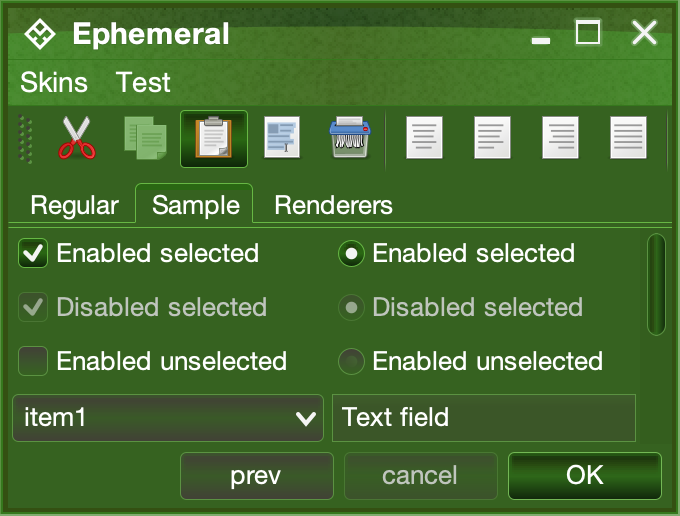 Ephemeral
Skins Test
Regular Sample Renderers
Enabled selected Enabled selected
Disabled selected Disabled selected
Enabled unselected Enabled unselected
item1 Text field
prev cancel OK